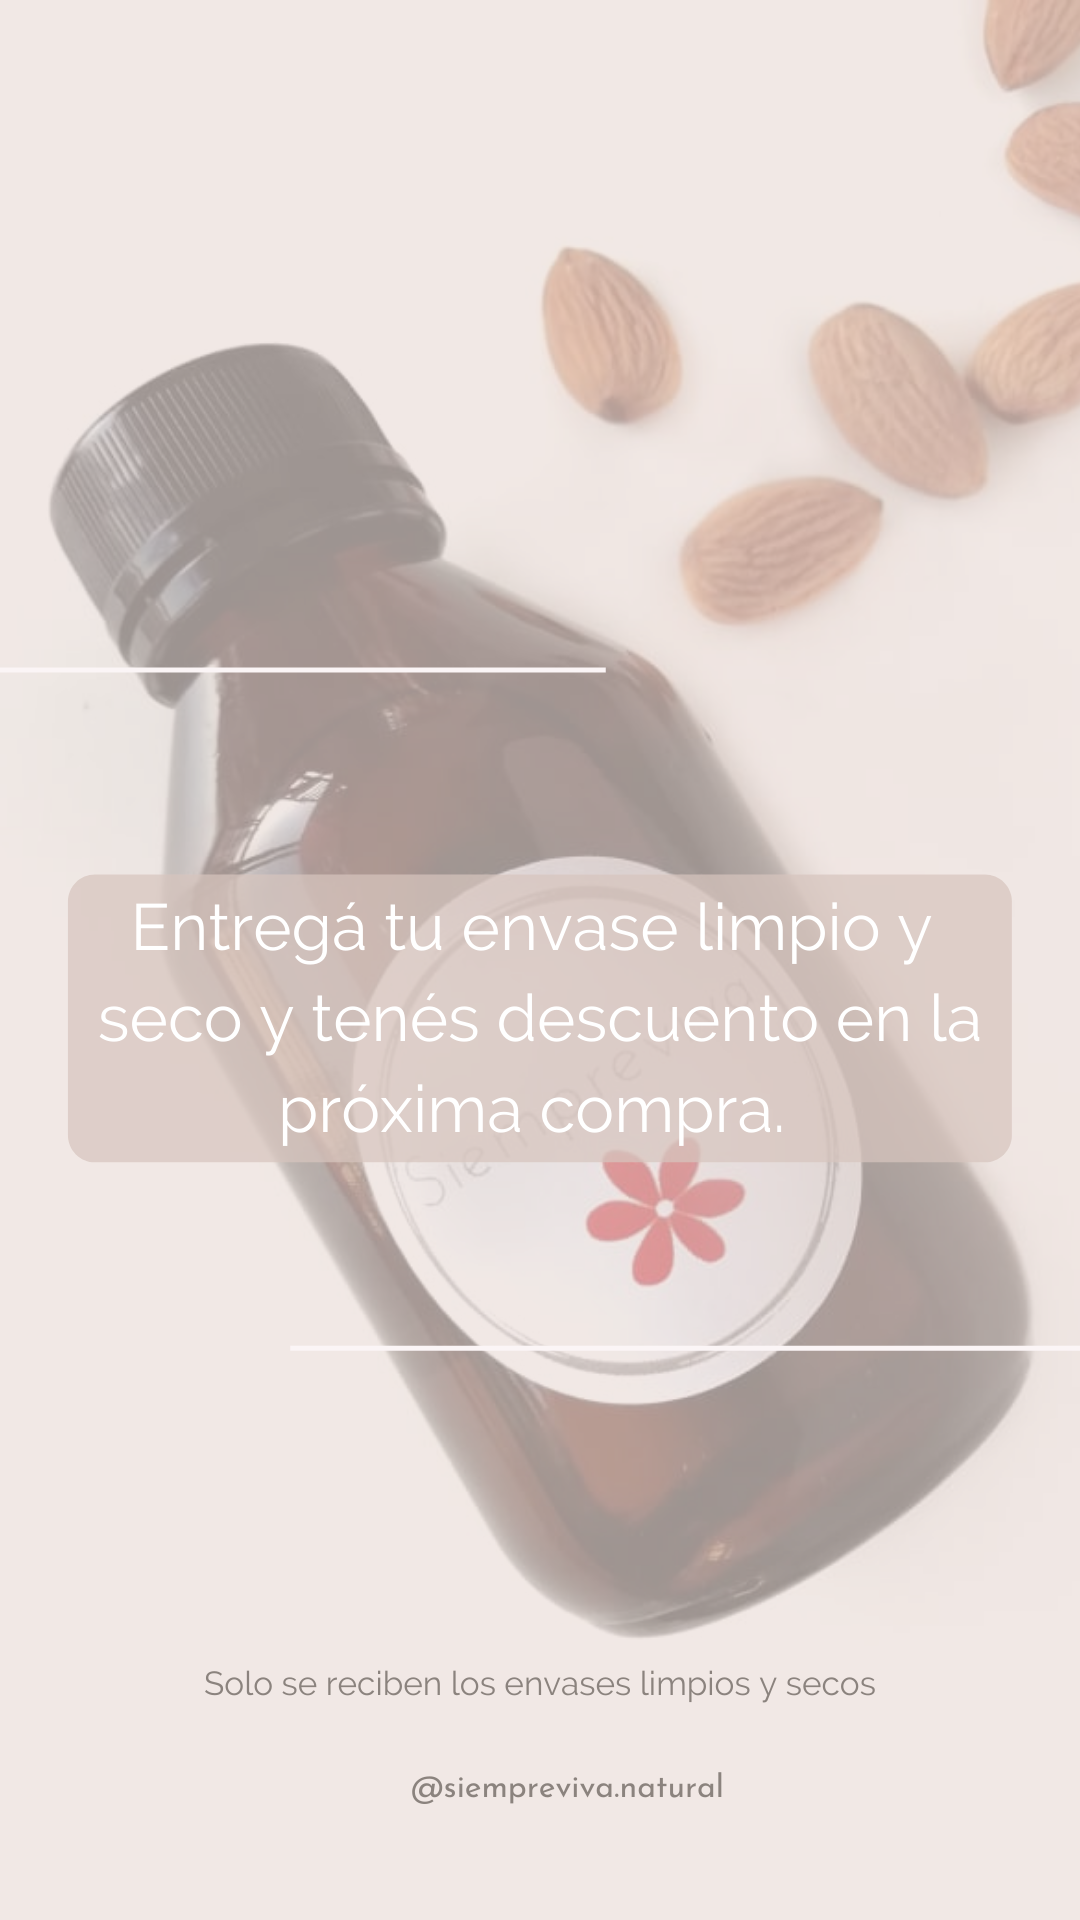 Entregá tu envase limpio y
seco y tenés descuento en la
próxima compra.
Siempreviva
Solo se reciben los envases limpios y secos
@siempreviva.natural